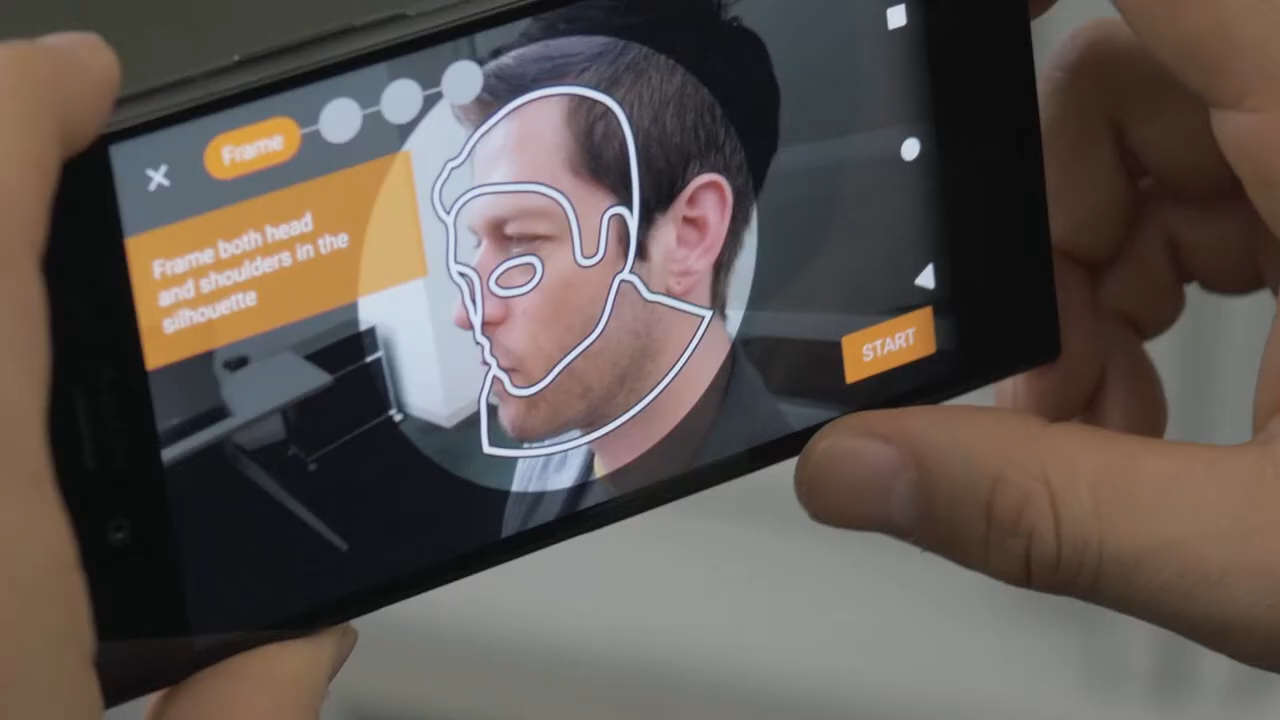 Frame
Frame both head
and shoulders in the
silhouette
START